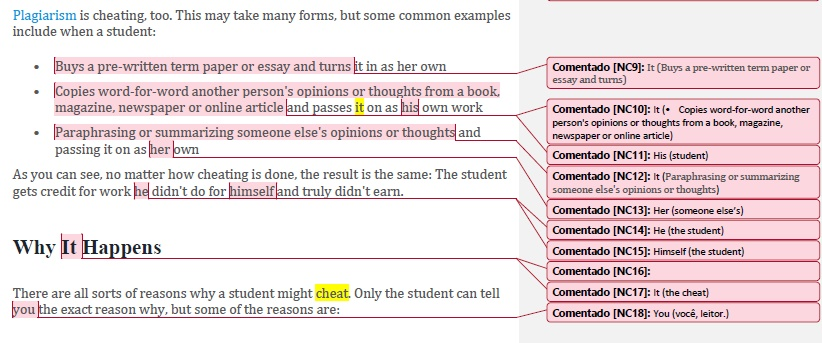 Plagiarism is cheating, too. This may take many forms, but some common examples
include when a student:
• Buys a pre-written term paper or essay and turns it in as her own
• Copies word-for-word another person's opinions or thoughts from a book,
magazine, newspaper or online article and passes it on as his own work
• Paraphrasing or summarizing someone else's opinions or thoughts and
passing it on as her own
As you can see, no matter how cheating is done, the result is the same: The student
gets credit for work he didn't do for himself and truly didn't earn.
Why It Happens
There are all sorts of reasons why a student might cheat. Only the student can tell
you the exact reason why, but some of the reasons are:
Comentado [NC9]: It (Buys a pre-written term paper or
essay and turns)
Comentado [NC10]: It (• Copies word-for-word another
person's opinions or thoughts from a book, magazine,
newspaper or online article)
Comentado [NC11]: His (student)
Comentado [NC12]: It (Paraphrasing or summarizing
someone else's opinions or thoughts)
Comentado [NC13]: Her (someone else's)
Comentado [NC14]: He (the student)
Comentado [NC15]: Himself (the student)
Comentado [NC16]:
Comentado [NC17]: It (the cheat)
Comentado [NC18]: You (você, leitor.)